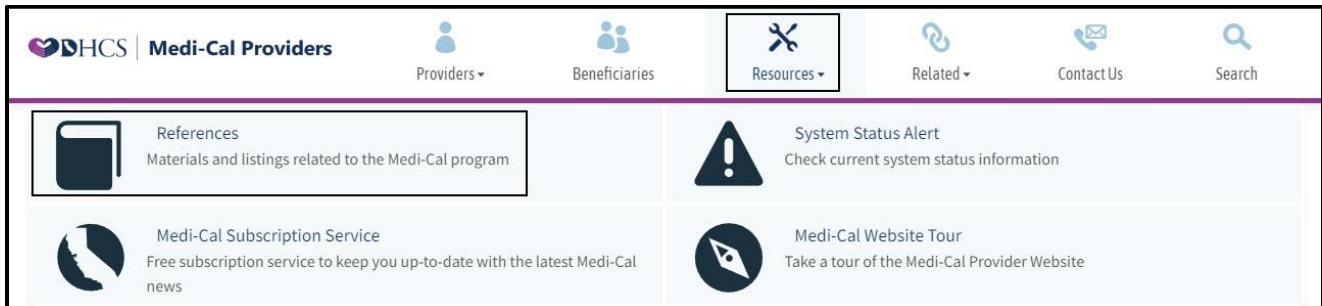 DHCS | Medi-Cal Providers
Providers Beneficiaries Resources Related Contact Us Search
References
Materials and listings related to the Medi-Cal program
System Status Alert
Check current system status information
Medi-Cal Subscription Service
Free subscription service to keep you up-to-date with the latest Medi-Cal
news
Medi-Cal Website Tour
Take a tour of the Medi-Cal Provider Website